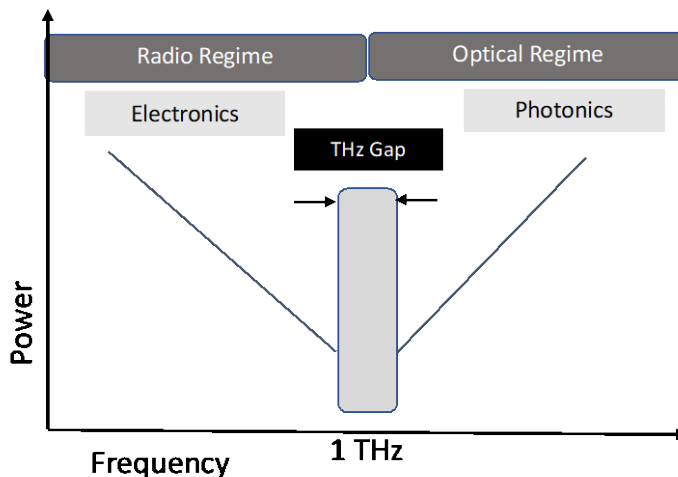 Radio Regime
Optical Regime
Electronics
Photonics
THz Gap
Power
1 THz
Frequency